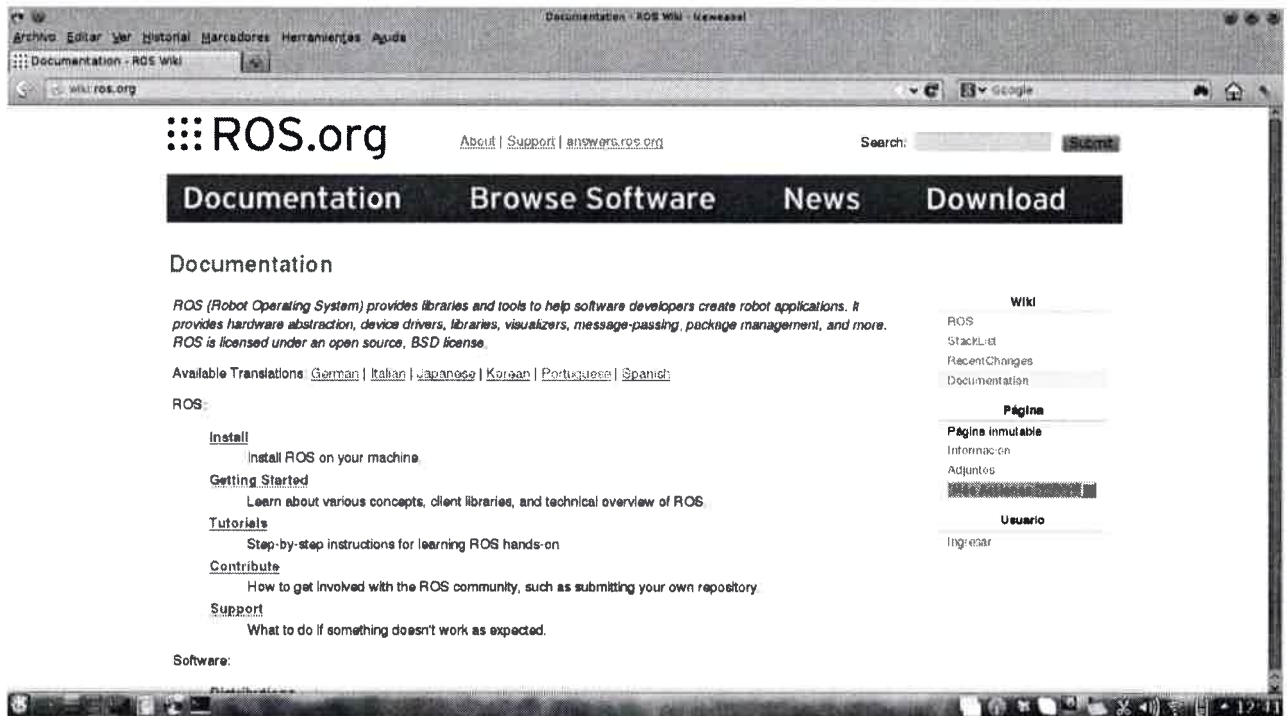 Documentation - ROS Wiki - Iceweasel
Archivo Editar Ver Historial Marcadores Herramientas Ayuda
Documentation - ROS Wiki
wiki.ros.org
Google
ROS.org
About | Support | answers.ros.org
Search:
Submit
Documentation Browse Software News Download
Documentation
ROS (Robot Operating System) provides libraries and tools to help software developers create robot applications. It
provides hardware abstraction, device drivers, libraries, visualizers, message-passing, package management, and more.
ROS is licensed under an open source, BSD license.
Available Translations: German | Italian | Japanese | Korean | Portuguese | Spanish
ROS:
Install
Install ROS on your machine.
Getting Started
Learn about various concepts, client libraries, and technical overview of ROS.
Tutorials
Step-by-step instructions for learning ROS hands-on
Contribute
How to get involved with the ROS community, such as submitting your own repository.
Support
What to do if something doesn't work as expected.
Software:
Distributions
Wiki
ROS
StackList
RecentChanges
Documentation
Página
Página inmutable
Información
Adjuntos
Usuario
Ingresar